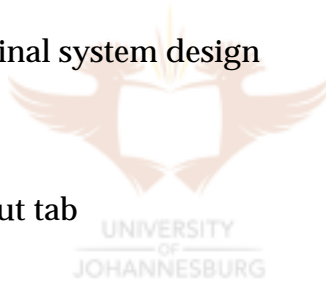 inal system design
ut tab
UNIVERSITY
OF
JOHANNESBURG